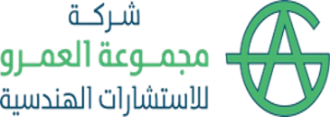 شركة
مجموعة العمرو
للاستشارات الهندسية